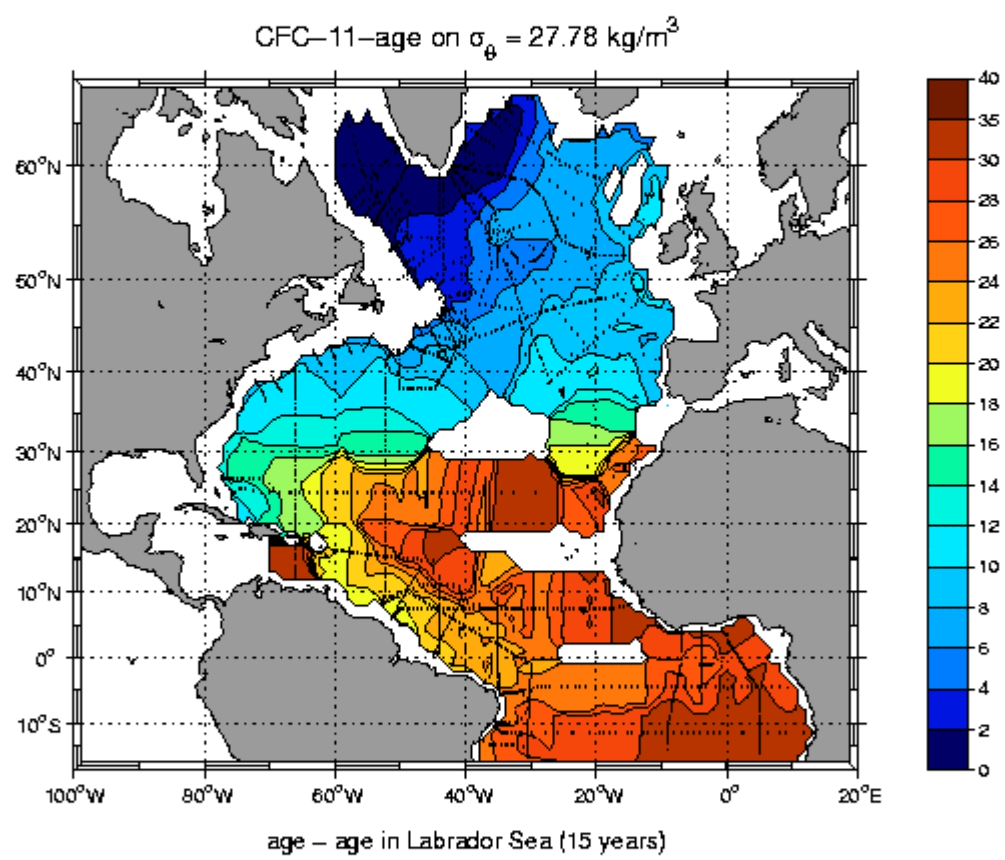 CFC–11–age on σθ = 27.78 kg/m³
60°N
50°N
40°N
30°N
20°N
10°N
0°
10°S
100°W 80°W 60°W 40°W 20°W 0° 20°E
40
35
30
28
26
24
22
20
18
16
14
12
10
8
6
4
2
0
age – age in Labrador Sea (15 years)